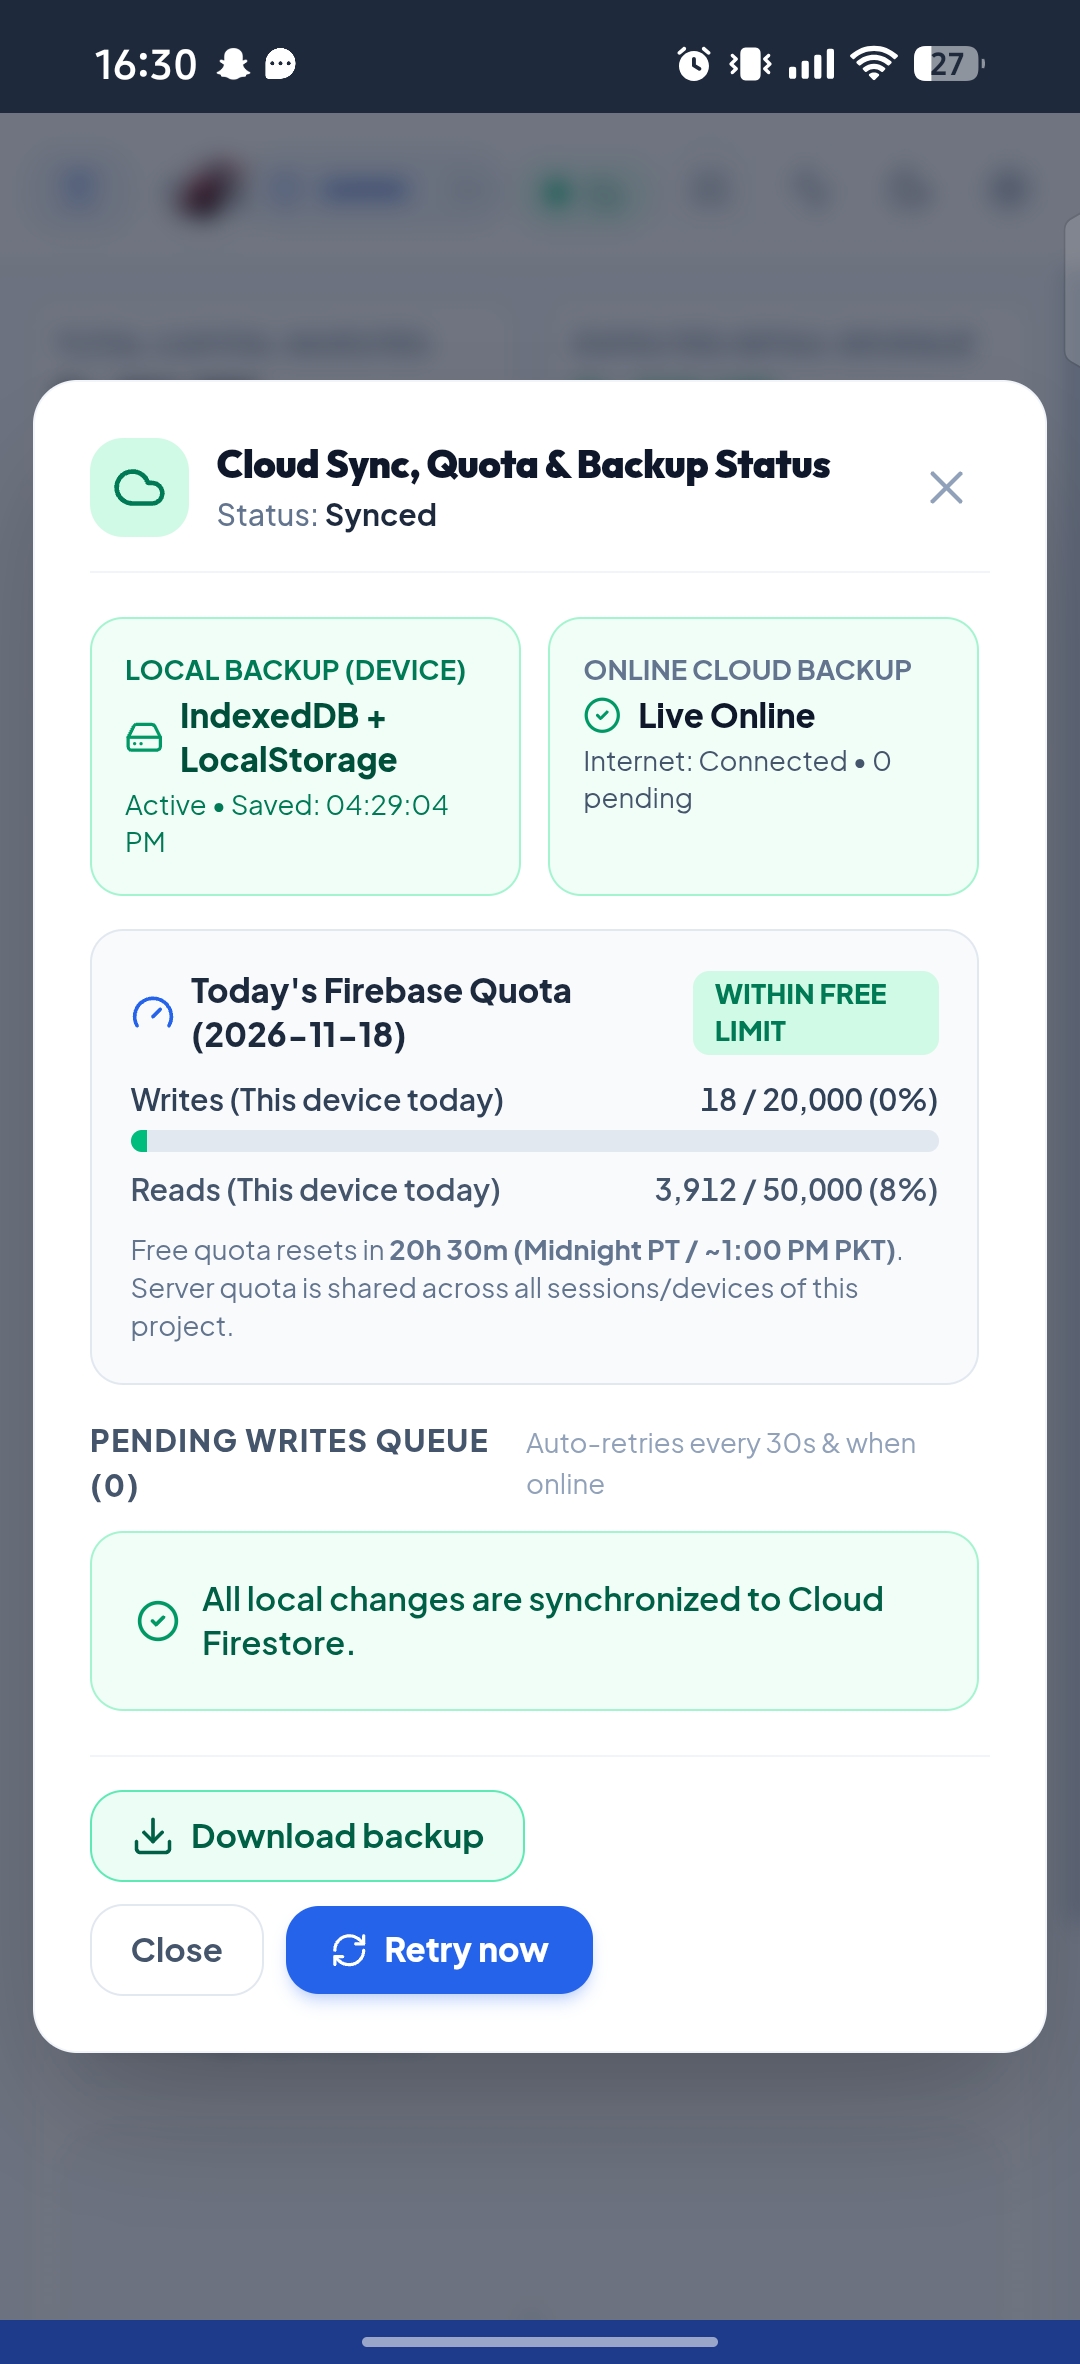 16:30
27
Cloud Sync, Quota & Backup Status
Status: Synced
LOCAL BACKUP (DEVICE)
IndexedDB +
LocalStorage
Active • Saved: 04:29:04
PM
ONLINE CLOUD BACKUP
Live Online
Internet: Connected • 0
pending
Today's Firebase Quota
(2026-11-18)
WITHIN FREE
LIMIT
Writes (This device today)
18 / 20,000 (0%)
Reads (This device today)
3,912 / 50,000 (8%)
Free quota resets in 20h 30m (Midnight PT / ~1:00 PM PKT).
Server quota is shared across all sessions/devices of this
project.
PENDING WRITES QUEUE
(0)
Auto-retries every 30s & when
online
All local changes are synchronized to Cloud
Firestore.
Download backup
Close
Retry now